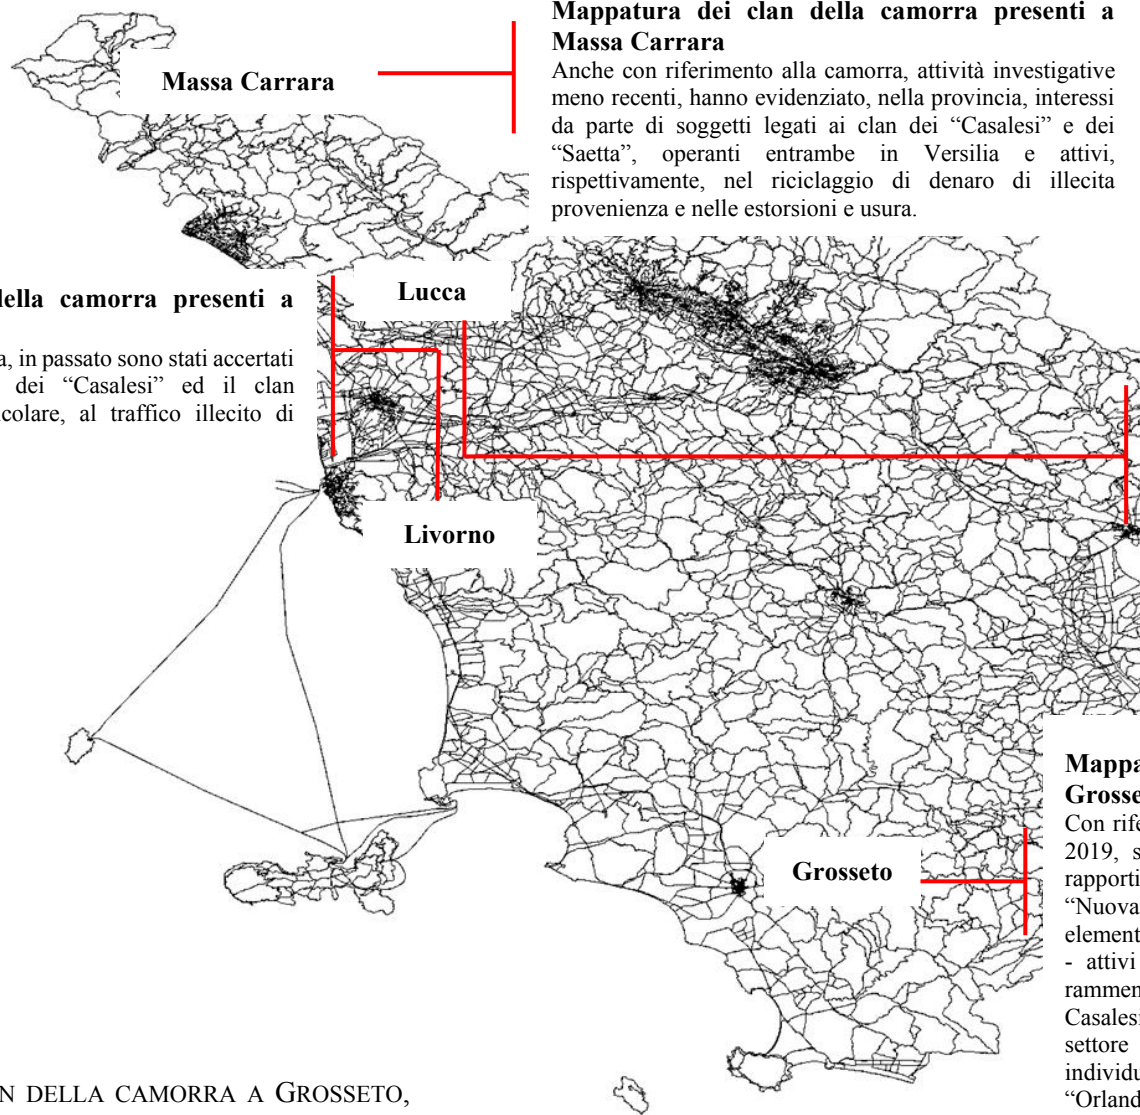 Mappatura dei clan della camorra presenti a
Massa Carrara
Anche con riferimento alla camorra, attività investigative
meno recenti, hanno evidenziato, nella provincia, interessi
da parte di soggetti legati ai clan dei “Casalesi” e dei
“Saetta”, operanti entrambe in Versilia e attivi,
rispettivamente, nel riciclaggio di denaro di illecita
provenienza e nelle estorsioni e usura.
Massa Carrara
della camorra presenti a
a, in passato sono stati accertati
dei “Casalesi” ed il clan
colare, al traffico illecito di
Lucca
Livorno
Grosseto
Mappa
Grosse
Con rife
2019, s
rapporti
“Nuova
element
- attivi
rammen
Casalesi
settore
individu
“Orland
N DELLA CAMORRA A GROSSETO,